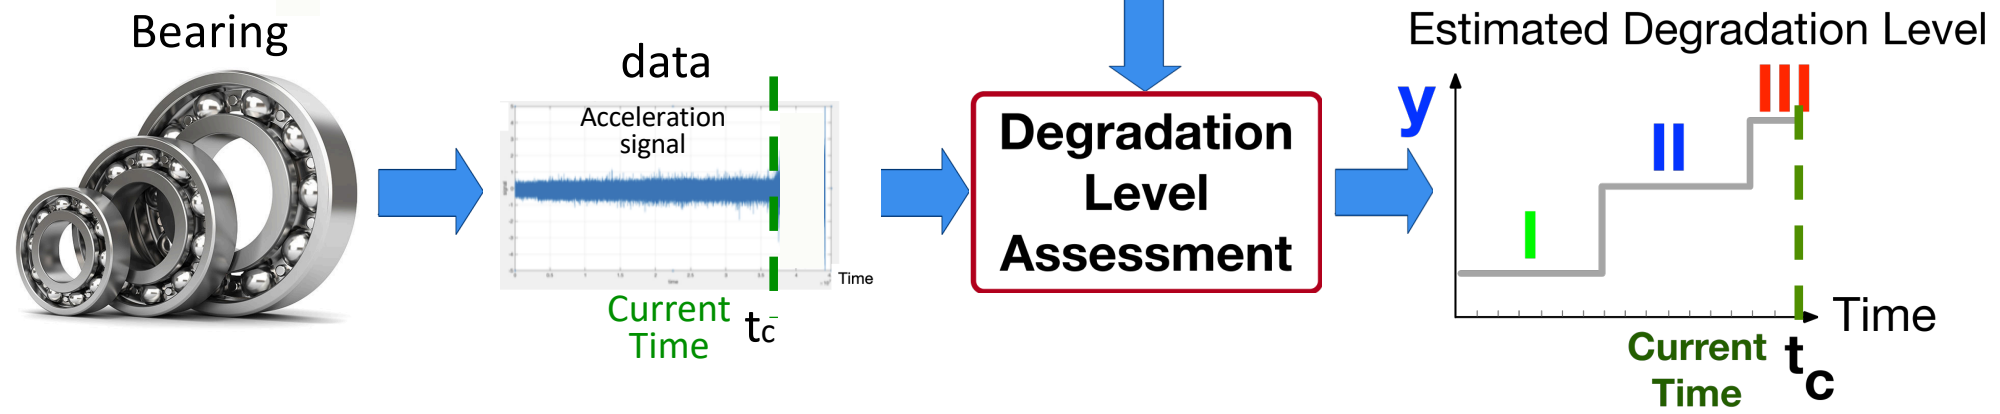 Bearing
data
Acceleration
signal
Time
Current
Time
tc
Degradation
Level
Assessment
Estimated Degradation Level
y
I
II
III
Time
Current
Time
tc